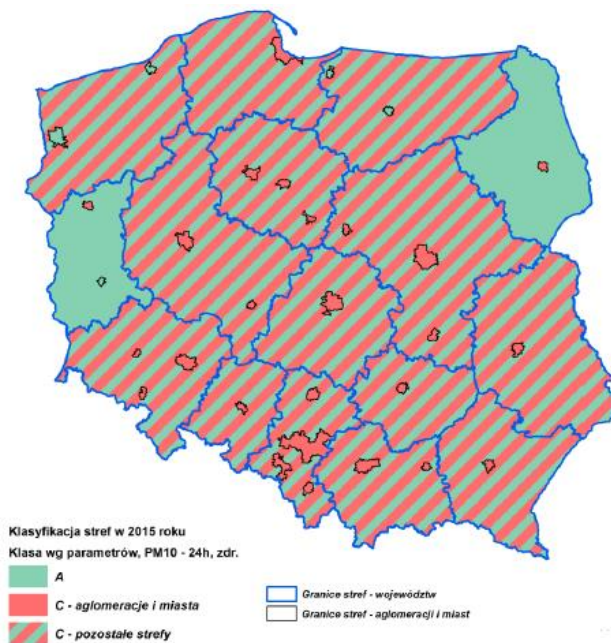 Klasyfikacja stref w 2015 roku
Klasa wg parametrów, PM10 - 24h, zdr.
A
C - aglomeracje i miasta
C - pozostałe strefy
Granice stref - województw
Granice stref - aglomeracji i miast